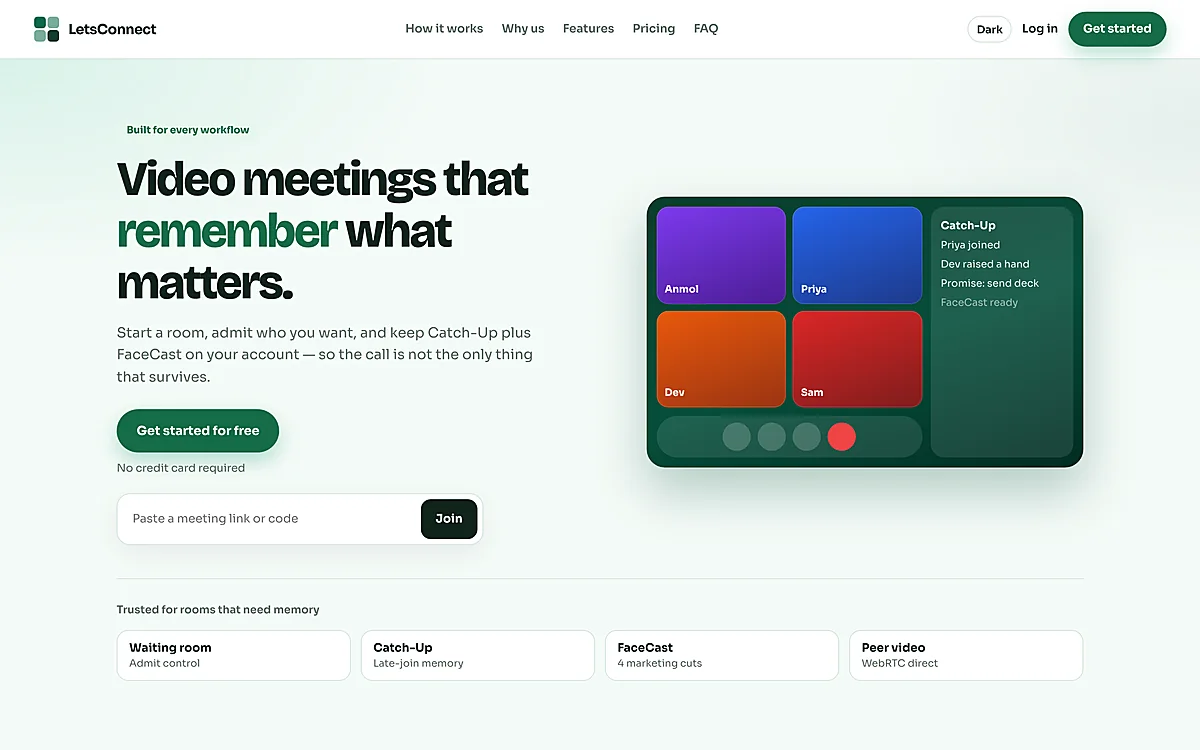 LetsConnect
How it works
Why us
Features
Pricing
FAQ
Dark
Log in
Get started
Built for every workflow
Video meetings that
remember what
matters.
Start a room, admit who you want, and keep Catch-Up plus
FaceCast on your account — so the call is not the only thing
that survives.
Get started for free
No credit card required
Paste a meeting link or code
Join
Anmol
Priya
Dev
Sam
Catch-Up
Priya joined
Dev raised a hand
Promise: send deck
FaceCast ready
Trusted for rooms that need memory
Waiting room
Admit control
Catch-Up
Late-join memory
FaceCast
4 marketing cuts
Peer video
WebRTC direct